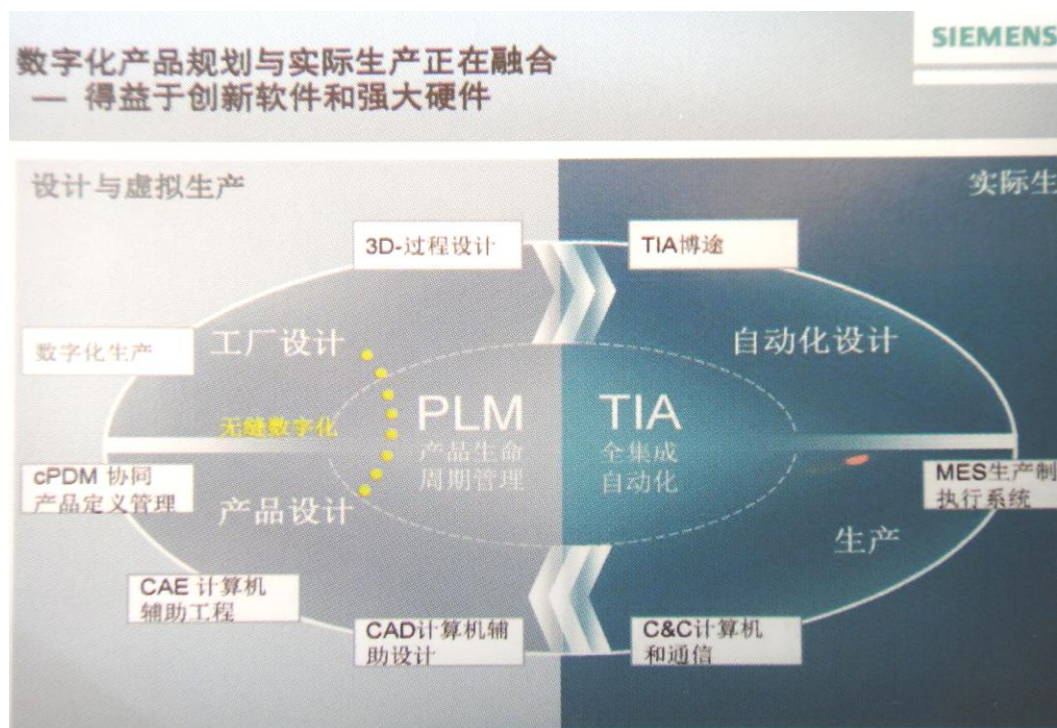 SIEMENS
数字化产品规划与实际生产正在融合
— 得益于创新软件和强大硬件
设计与虚拟生产
实际生
3D-过程设计
TIA博途
工厂设计
自动化设计
数字化生产
无缝数字化
PLM
产品生命
周期管理
TIA
全集成
自动化
cPDM 协同
产品定义管理
产品设计
MES生产制
执行系统
生产
CAE 计算机
辅助工程
CAD计算机辅
助设计
C&C计算机
和通信